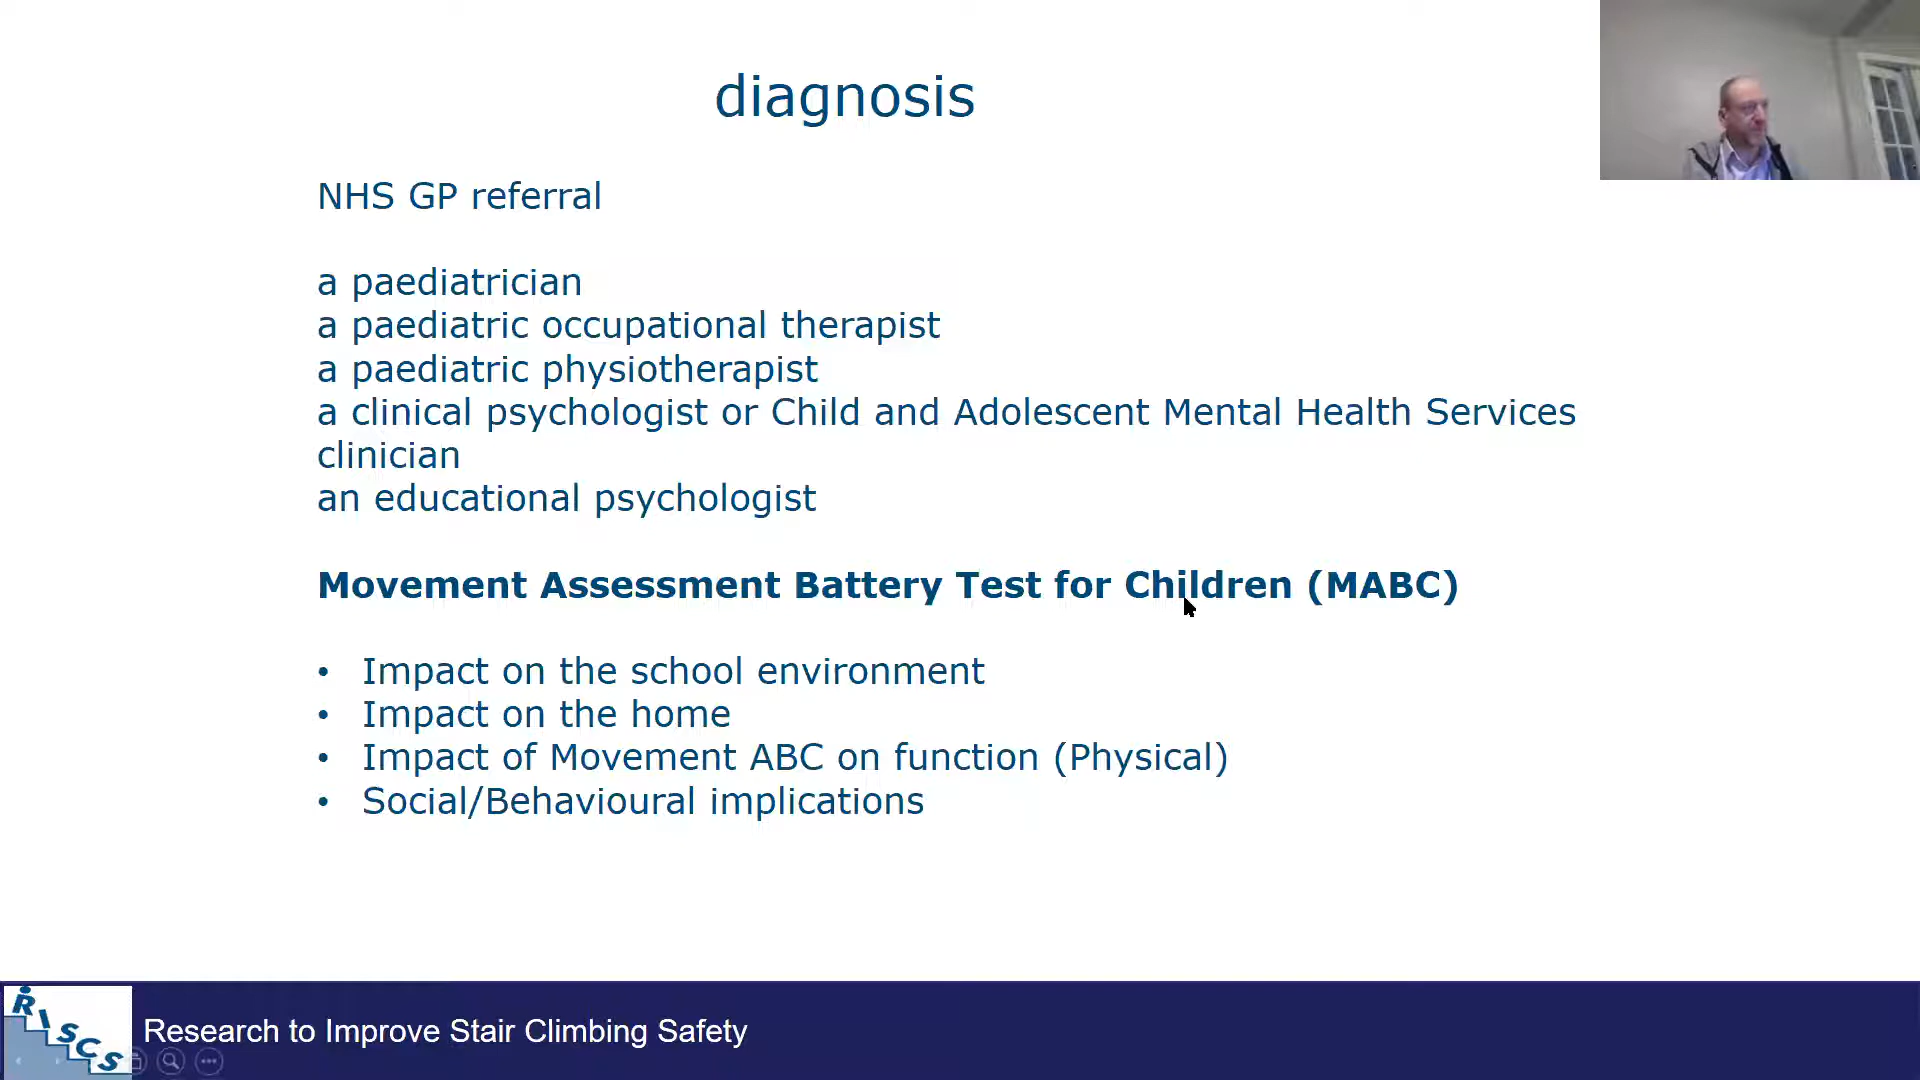 diagnosis
NHS GP referral
a paediatrician
a paediatric occupational therapist
a paediatric physiotherapist
a clinical psychologist or Child and Adolescent Mental Health Services
clinician
an educational psychologist
Movement Assessment Battery Test for Children (MABC)
• Impact on the school environment
• Impact on the home
• Impact of Movement ABC on function (Physical)
• Social/Behavioural implications
RISCS
Research to Improve Stair Climbing Safety